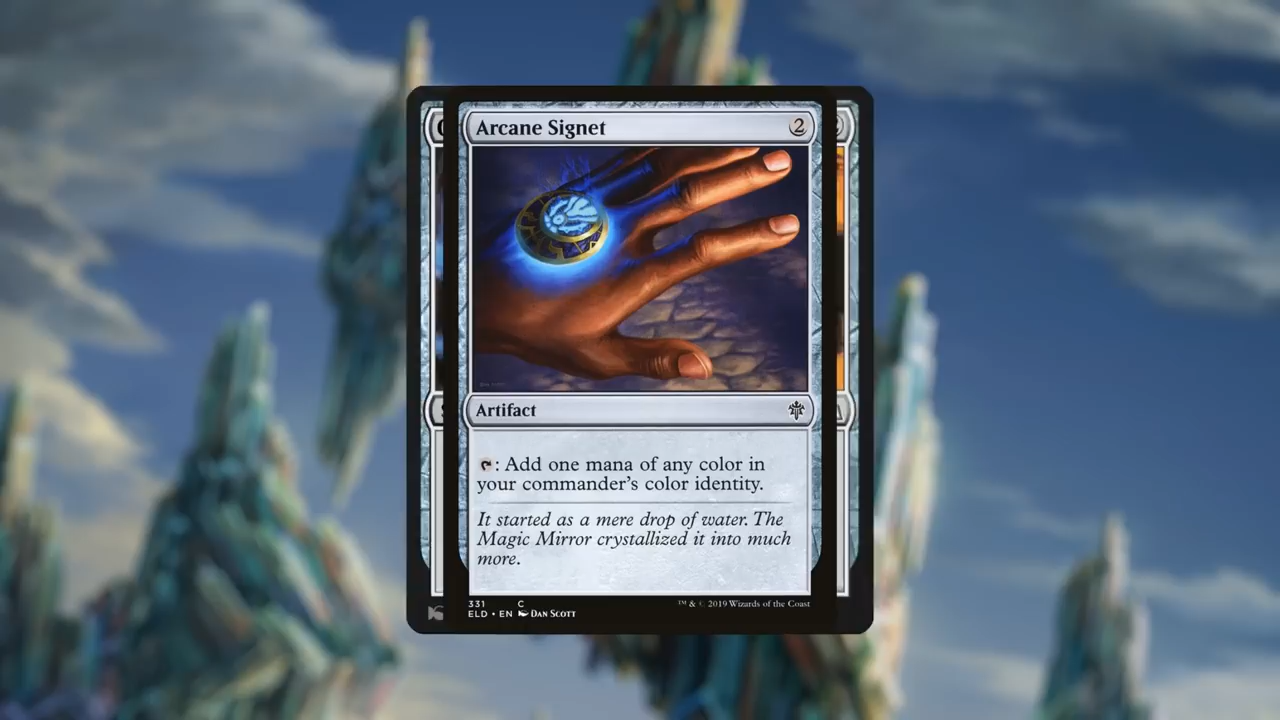 Arcane Signet 2
Artifact
: Add one mana of any color in
your commander's color identity.
It started as a mere drop of water. The
Magic Mirror crystallized it into much
more.
331 C
ELD • EN DAN SCOTT
™ & © 2019 Wizards of the Coast